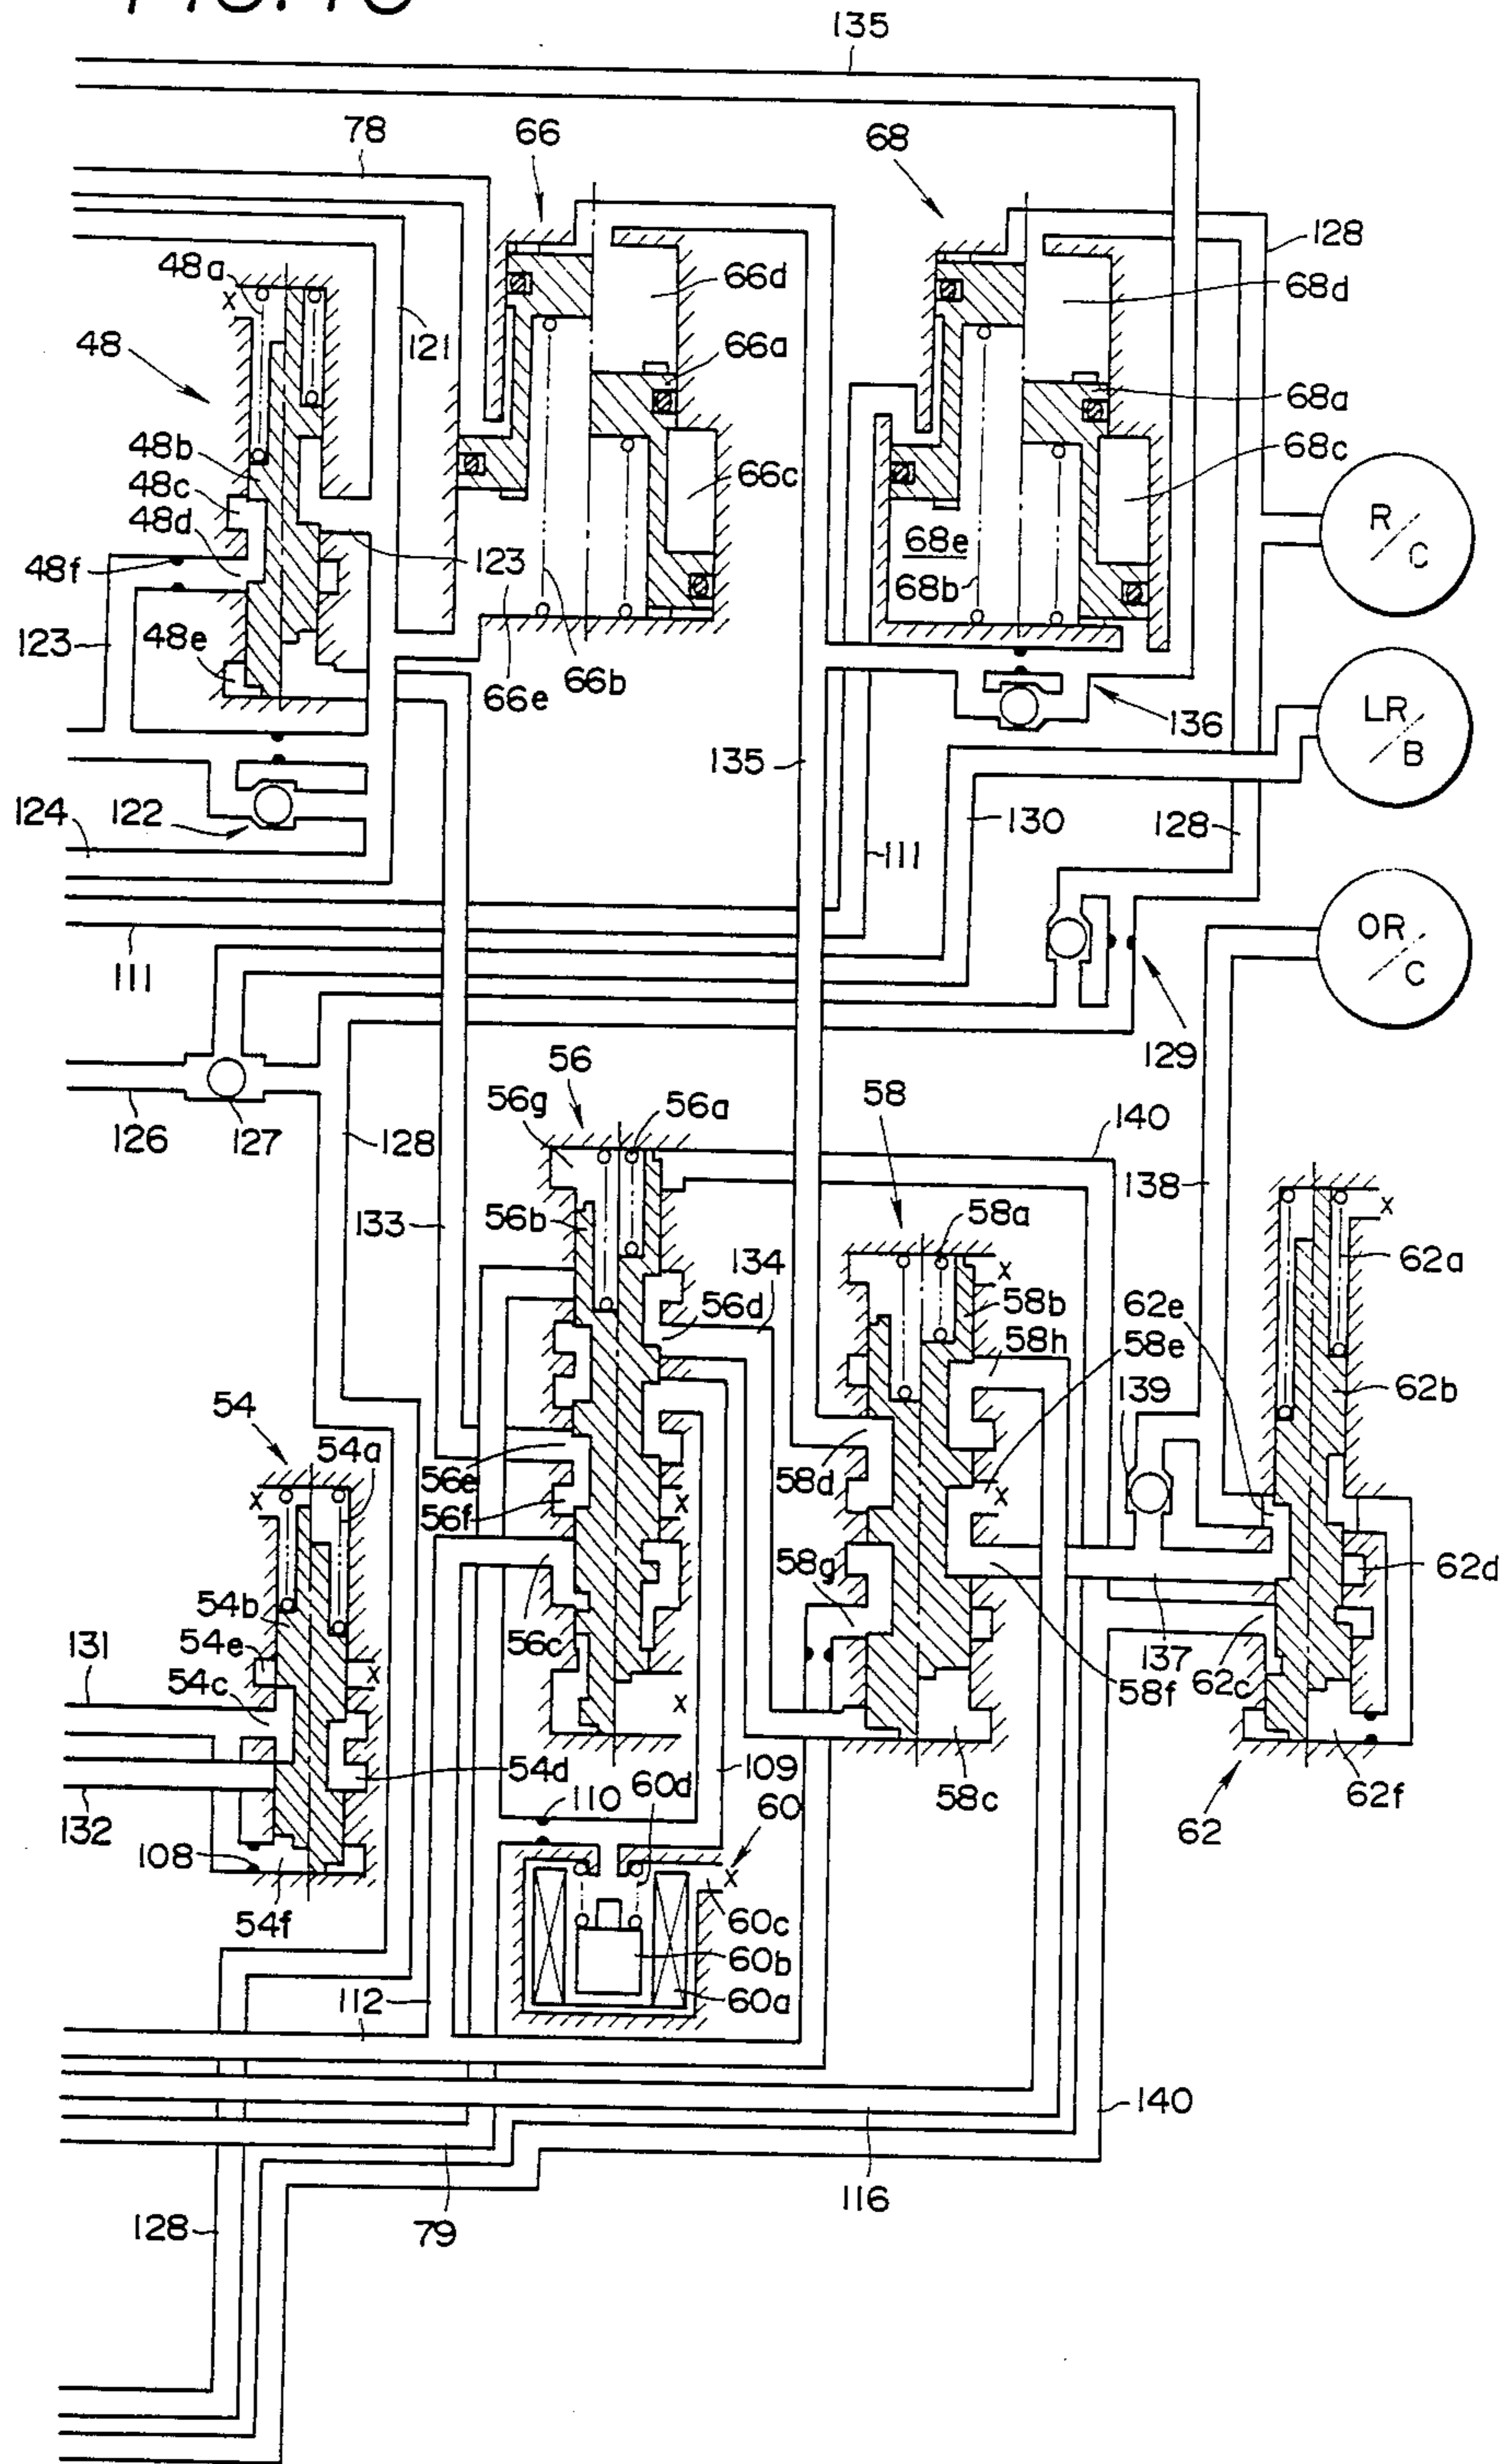 135
78
66
68
128
48a
x
66d
68d
121
48
66a
68a
48b
48c
66c
68c
R/C
48d
48f
123
68e
68b
123
48e
66e
66b
136
LR/B
135
122
124
130
128
111
OR/C
111
129
126
127
128
56
56g
56a
58
140
138
x
133
56b
58a
134
x
62a
56d
58b
62e
58h
58e
54
139
62b
54a
56e
58d
x
x
56f
x
58g
62d
54b
56c
131
54e
x
137
54c
58f
62c
x
54d
109
60d
110
60
58c
62f
132
62
108
x
54f
60c
60b
112
60a
140
116
128
79